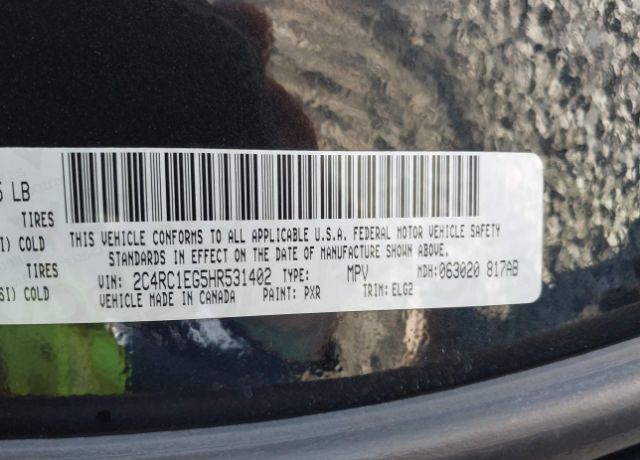 LB
TIRES
COLD
TIRES
SI) COLD
THIS VEHICLE CONFORMS TO ALL APPLICABLE U.S.A. FEDERAL MOTOR VEHICLE SAFETY
STANDARDS IN EFFECT ON THE DATE OF MANUFACTURE SHOWN ABOVE.
VIN: 2C4RC1EG5HR531402 TYPE: MPV MDH: 063020 817AB
VEHICLE MADE IN CANADA PAINT: PXR TRIM: ELG2